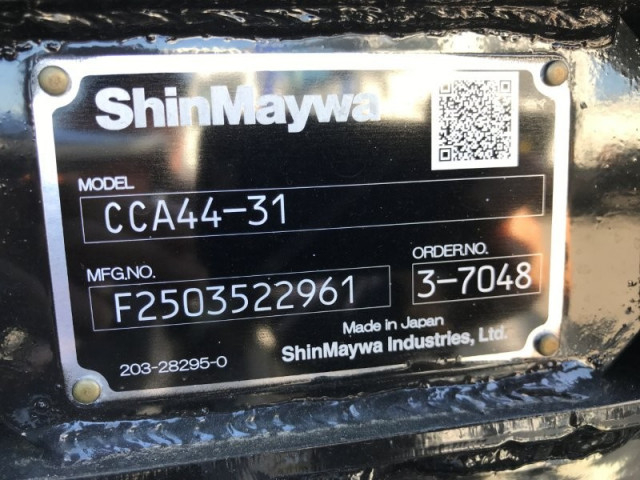 ShinMaywa
MODEL
CCA44-31
MFG.NO.
F2503522961
ORDER.NO.
3-7048
Made in Japan
203-28295-0
ShinMaywa Industries, Ltd.